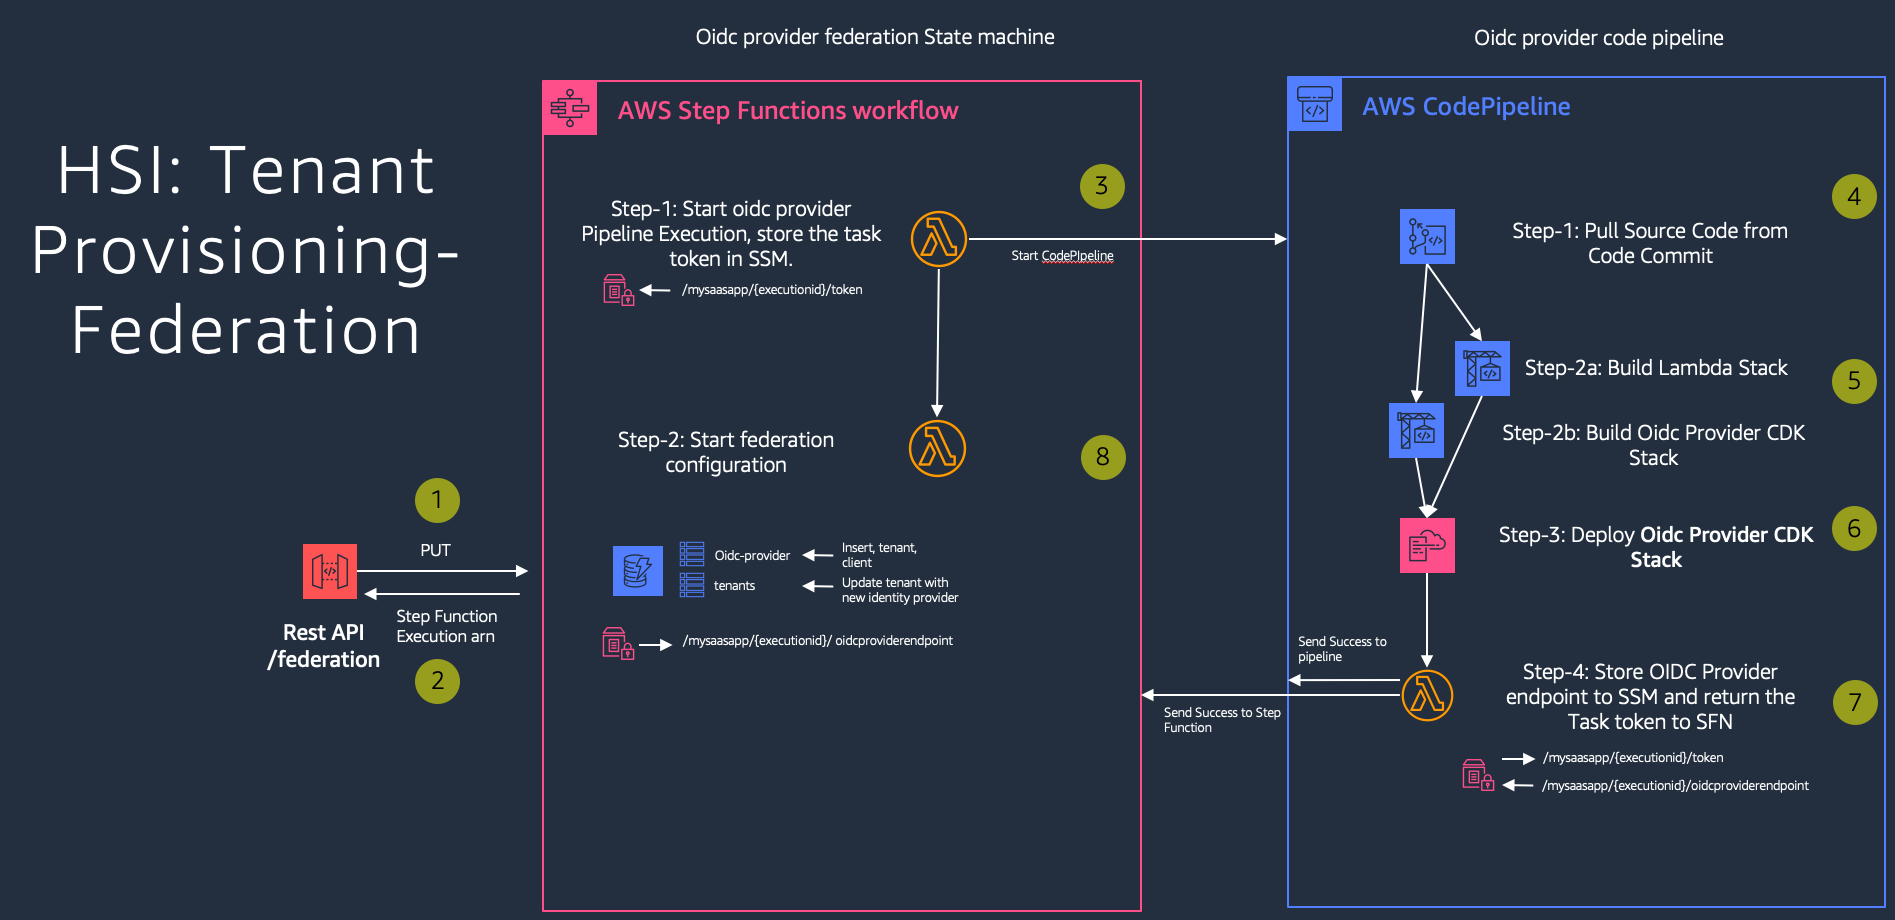 Oidc provider federation State machine
Oidc provider code pipeline
HSI: Tenant
Provisioning-
Federation
AWS Step Functions workflow
3
Step-1: Start oidc provider
Pipeline Execution, store the task
token in SSM.
/mysaasapp/{executionid}/token
Start CodePIpeline
Step-2: Start federation
configuration
8
1
PUT
Step Function
Execution arn
Rest API
/federation
2
Oidc-provider
Insert, tenant,
client
tenants
Update tenant with
new identity provider
/mysaasapp/{executionid}/ oidcproviderendpoint
AWS CodePipeline
4
Step-1: Pull Source Code from
Code Commit
Step-2a: Build Lambda Stack
5
Step-2b: Build Oidc Provider CDK
Stack
6
Step-3: Deploy Oidc Provider CDK
Stack
Send Success to
pipeline
Send Success to Step
Function
Step-4: Store OIDC Provider
endpoint to SSM and return the
Task token to SFN
7
/mysaasapp/{executionid}/token
/mysaasapp/{executionid}/oidcproviderendpoint